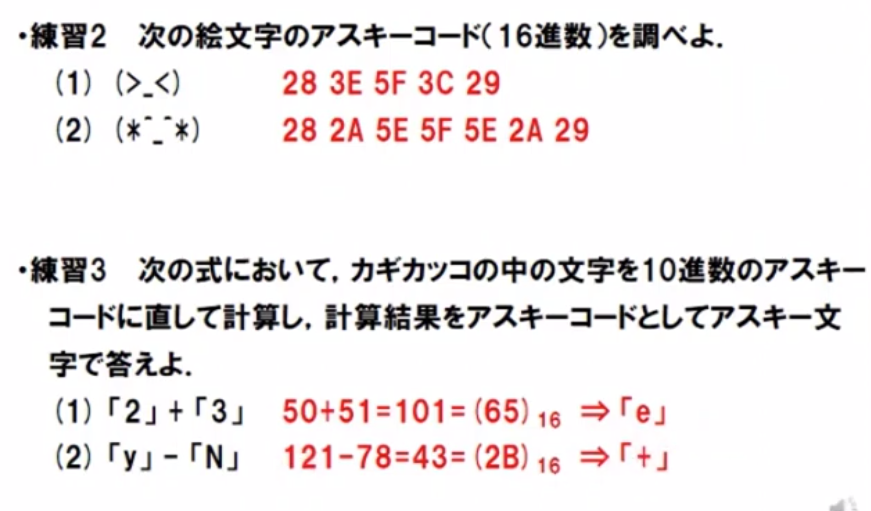 ・練習2　次の絵文字のアスキーコード(16進数)を調べよ.
(1) (>_<)　28 3E 5F 3C 29
(2) (*^_^*)　28 2A 5E 5F 5E 2A 29
・練習3　次の式において, カギカッコの中の文字を10進数のアスキー
コードに直して計算し, 計算結果をアスキーコードとしてアスキー文
字で答えよ.
(1)「2」+「3」　50+51=101=(65)₁₆ ⇒「e」
(2)「y」-「N」　121-78=43=(2B)₁₆ ⇒「+」